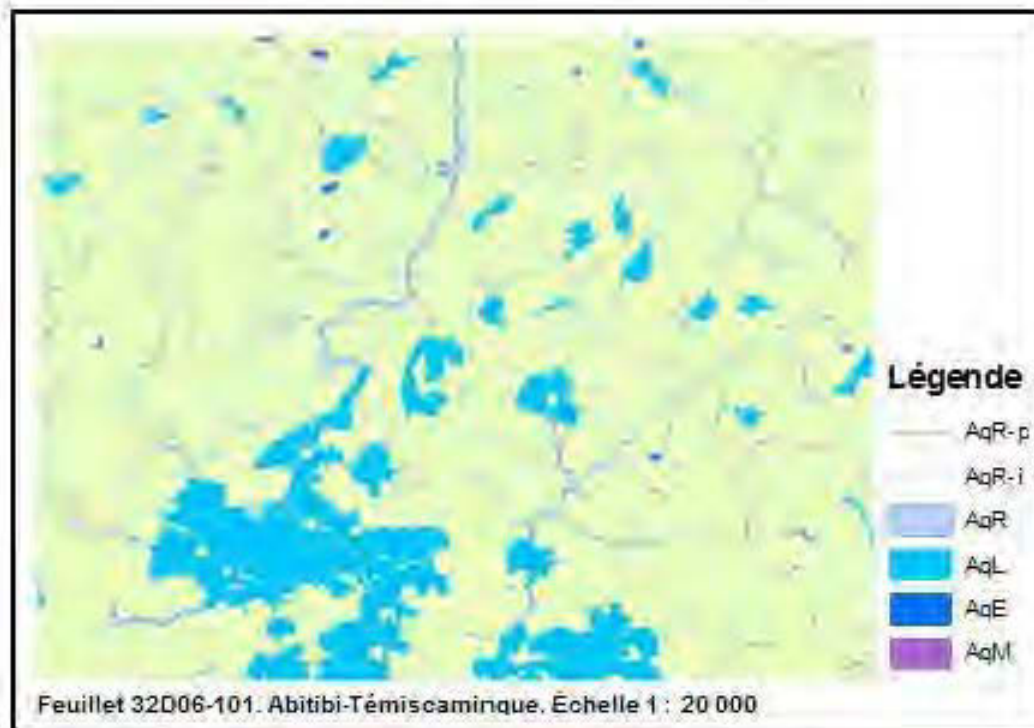 Légende
AqR-p
AqR-i
AqR
AqL
AqE
AqM
Feuillet 32D06-101. Abitibi-Témiscamingue. Échelle 1 : 20 000